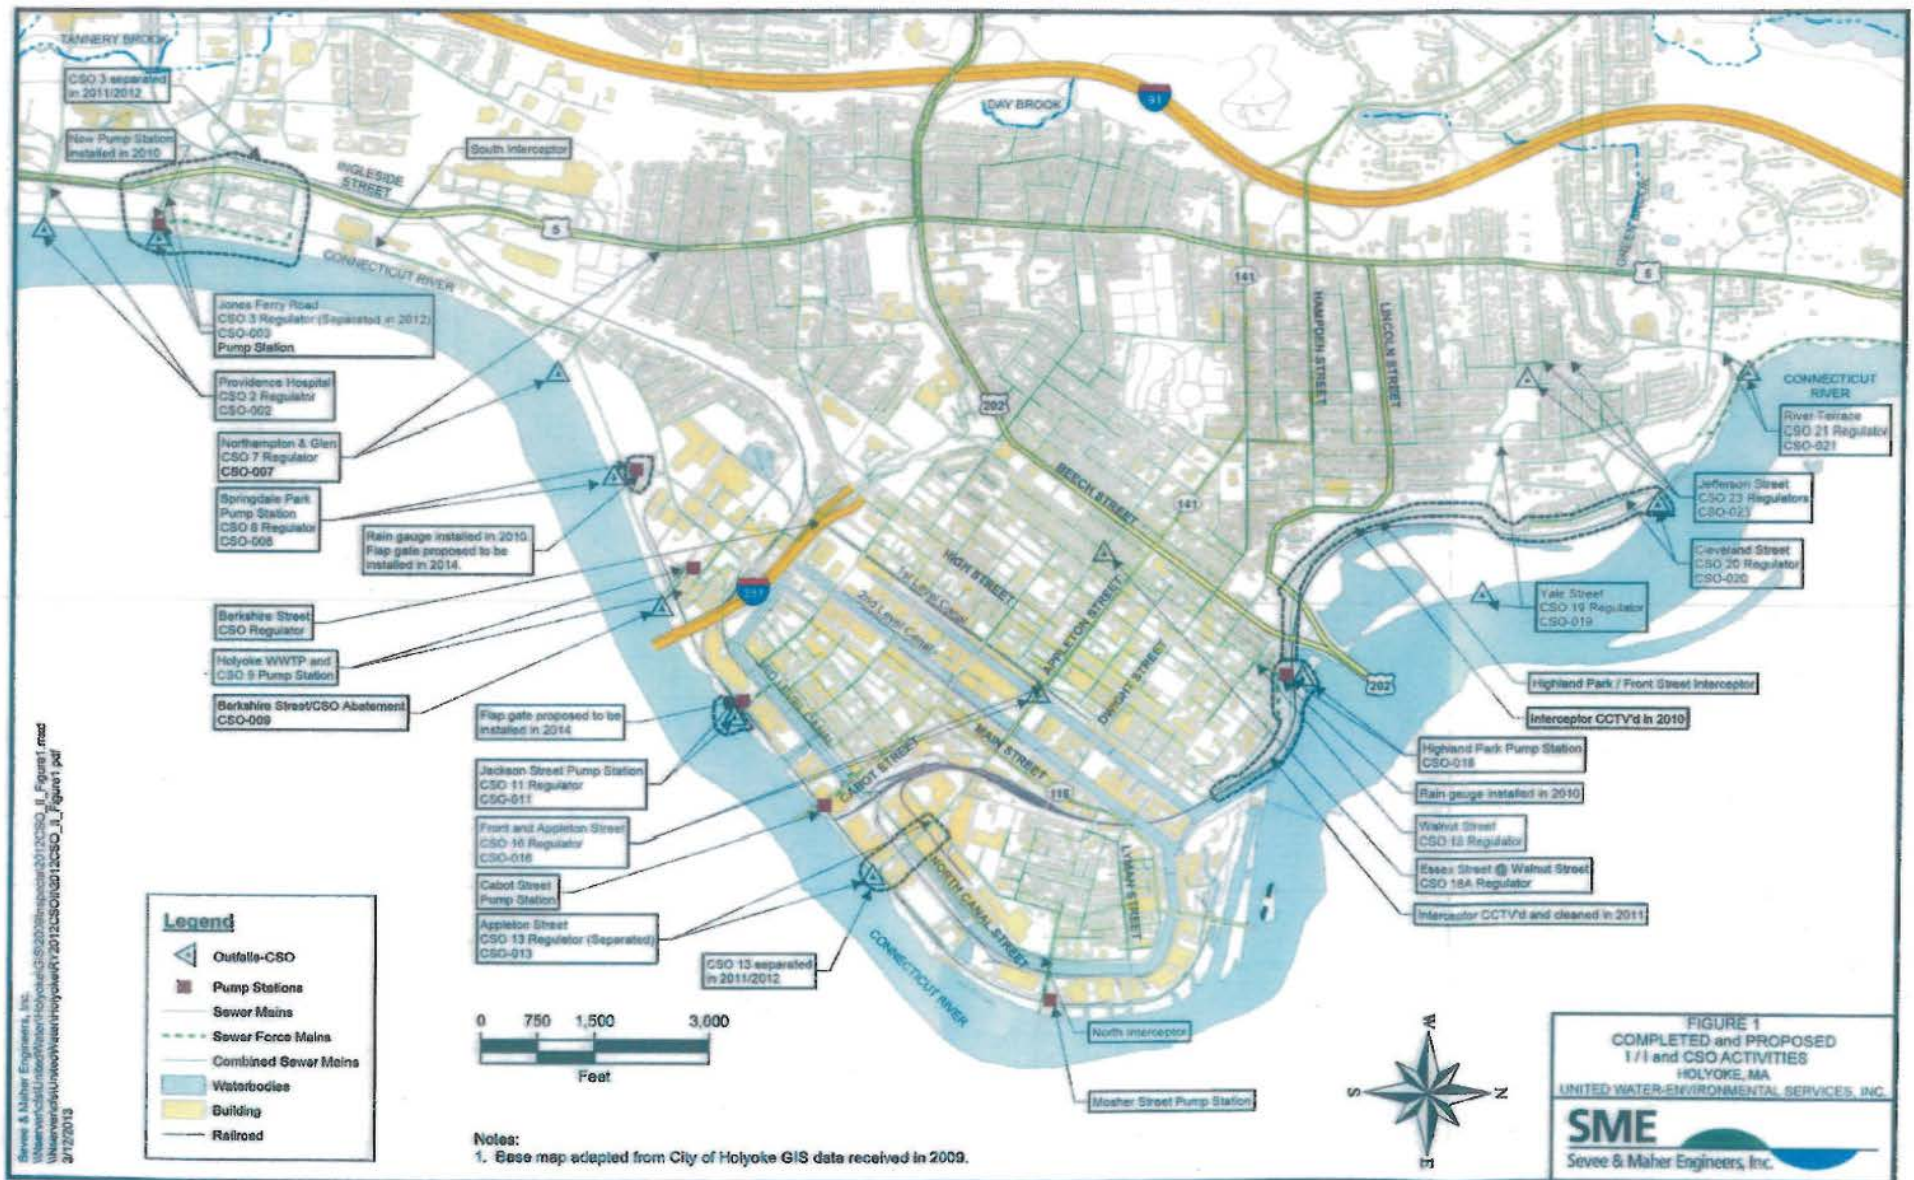 TANNERY BROOK
CSO 3 separated
in 2011/2012
New Pump Station
installed in 2010
INGLESIDE
STREET
South Interceptor
5
DAY BROOK
91
CONNECTICUT RIVER
Jones Ferry Road
CSO 3 Regulator (Separated in 2012)
CSO-003
Pump Station
Providence Hospital
CSO 2 Regulator
CSO-002
Northampton & Glen
CSO 7 Regulator
CSO-007
Springdale Park
Pump Station
CSO 8 Regulator
CSO-008
Rain gauge installed in 2010.
Flap gate proposed to be
installed in 2014.
Berkshire Street
CSO Regulator
Holyoke WWTP and
CSO 9 Pump Station
Berkshire Street/CSO Abatement
CSO-009
Flap gate proposed to be
installed in 2014
Jackson Street Pump Station
CSO 11 Regulator
CSO-011
Front and Appleton Street
CSO 16 Regulator
CSO-016
Cabot Street
Pump Station
Appleton Street
CSO 13 Regulator (Separated)
CSO-013
CSO 13 separated
in 2011/2012
202
141
HAMPDEN STREET
LINCOLN STREET
5
BEECH STREET
141
HIGH STREET
1st Level Canal
2nd Level Canal
APPLETON STREET
DWIGHT STREET
MAIN STREET
CABOT STREET
116
LYMAN STREET
NORTH CANAL STREET
CONNECTICUT RIVER
202
CONNECTICUT
RIVER
River Terrace
CSO 21 Regulator
CSO-021
Jefferson Street
CSO 23 Regulators
CSO-023
Cleveland Street
CSO 20 Regulator
CSO-020
Yale Street
CSO 19 Regulator
CSO-019
Highland Park / Front Street Interceptor
Interceptor CCTV'd in 2010
Highland Park Pump Station
CSO-018
Rain gauge installed in 2010
Walnut Street
CSO 18 Regulator
Essex Street @ Walnut Street
CSO 18A Regulator
Interceptor CCTV'd and cleaned in 2011
North Interceptor
Mosher Street Pump Station
Legend
Outfalls-CSO
Pump Stations
Sewer Mains
Sewer Force Mains
Combined Sewer Mains
Waterbodies
Building
Railroad
0 750 1,500 3,000
Feet
Notes:
1. Base map adapted from City of Holyoke GIS data received in 2009.
W
S
N
E
FIGURE 1
COMPLETED and PROPOSED
I / I and CSO ACTIVITIES
HOLYOKE, MA
UNITED WATER-ENVIRONMENTAL SERVICES, INC.
SME
Sevee & Maher Engineers, Inc.
Sevee & Maher Engineers, Inc.
3/12/2013